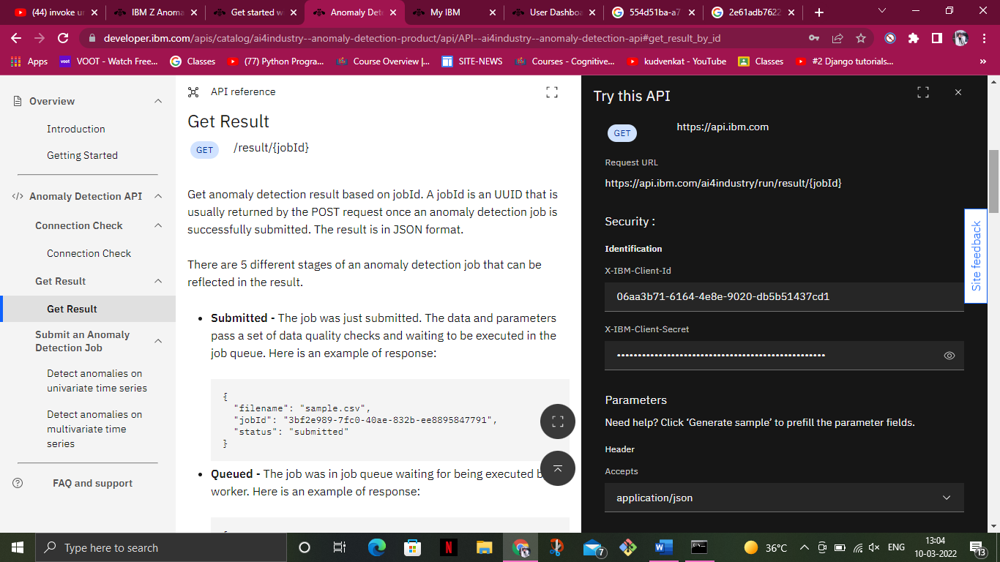 (44) invoke ur
IBM Z Anoma
Get started wi
Anomaly Dete
My IBM
User Dashboa
554d51ba-a7
2e61adb7622
developer.ibm.com/apis/catalog/ai4industry--anomaly-detection-product/api/API--ai4industry--anomaly-detection-api#get_result_by_id
Apps
voot
VOOT - Watch Free...
Classes
(77) Python Progra...
Course Overview |...
SITE-NEWS
Courses - Cognitive...
kudvenkat - YouTube
Classes
#2 Django tutorials...
»
Overview
Introduction
Getting Started
</> Anomaly Detection API
Connection Check
Connection Check
Get Result
Get Result
Submit an Anomaly
Detection Job
Detect anomalies on
univariate time series
Detect anomalies on
multivariate time
series
FAQ and support
API reference
Get Result
GET /result/{jobId}
Get anomaly detection result based on jobId. A jobId is an UUID that is
usually returned by the POST request once an anomaly detection job is
successfully submitted. The result is in JSON format.
There are 5 different stages of an anomaly detection job that can be
reflected in the result.
• Submitted - The job was just submitted. The data and parameters
pass a set of data quality checks and waiting to be executed in the
job queue. Here is an example of response:
{
"filename": "sample.csv",
"jobId": "3bf2e989-7fc0-40ae-832b-ee8895847791",
"status": "submitted"
}
• Queued - The job was in job queue waiting for being executed b
worker. Here is an example of response:
Try this API
GET https://api.ibm.com
Request URL
https://api.ibm.com/ai4industry/run/result/{jobId}
Security :
Identification
X-IBM-Client-Id
06aa3b71-6164-4e8e-9020-db5b51437cd1
X-IBM-Client-Secret
Parameters
Need help? Click ‘Generate sample’ to prefill the parameter fields.
Header
Accepts
application/json
Site feedback
Type here to search
N
7
W
36°C
ENG
13:04
10-03-2022
13